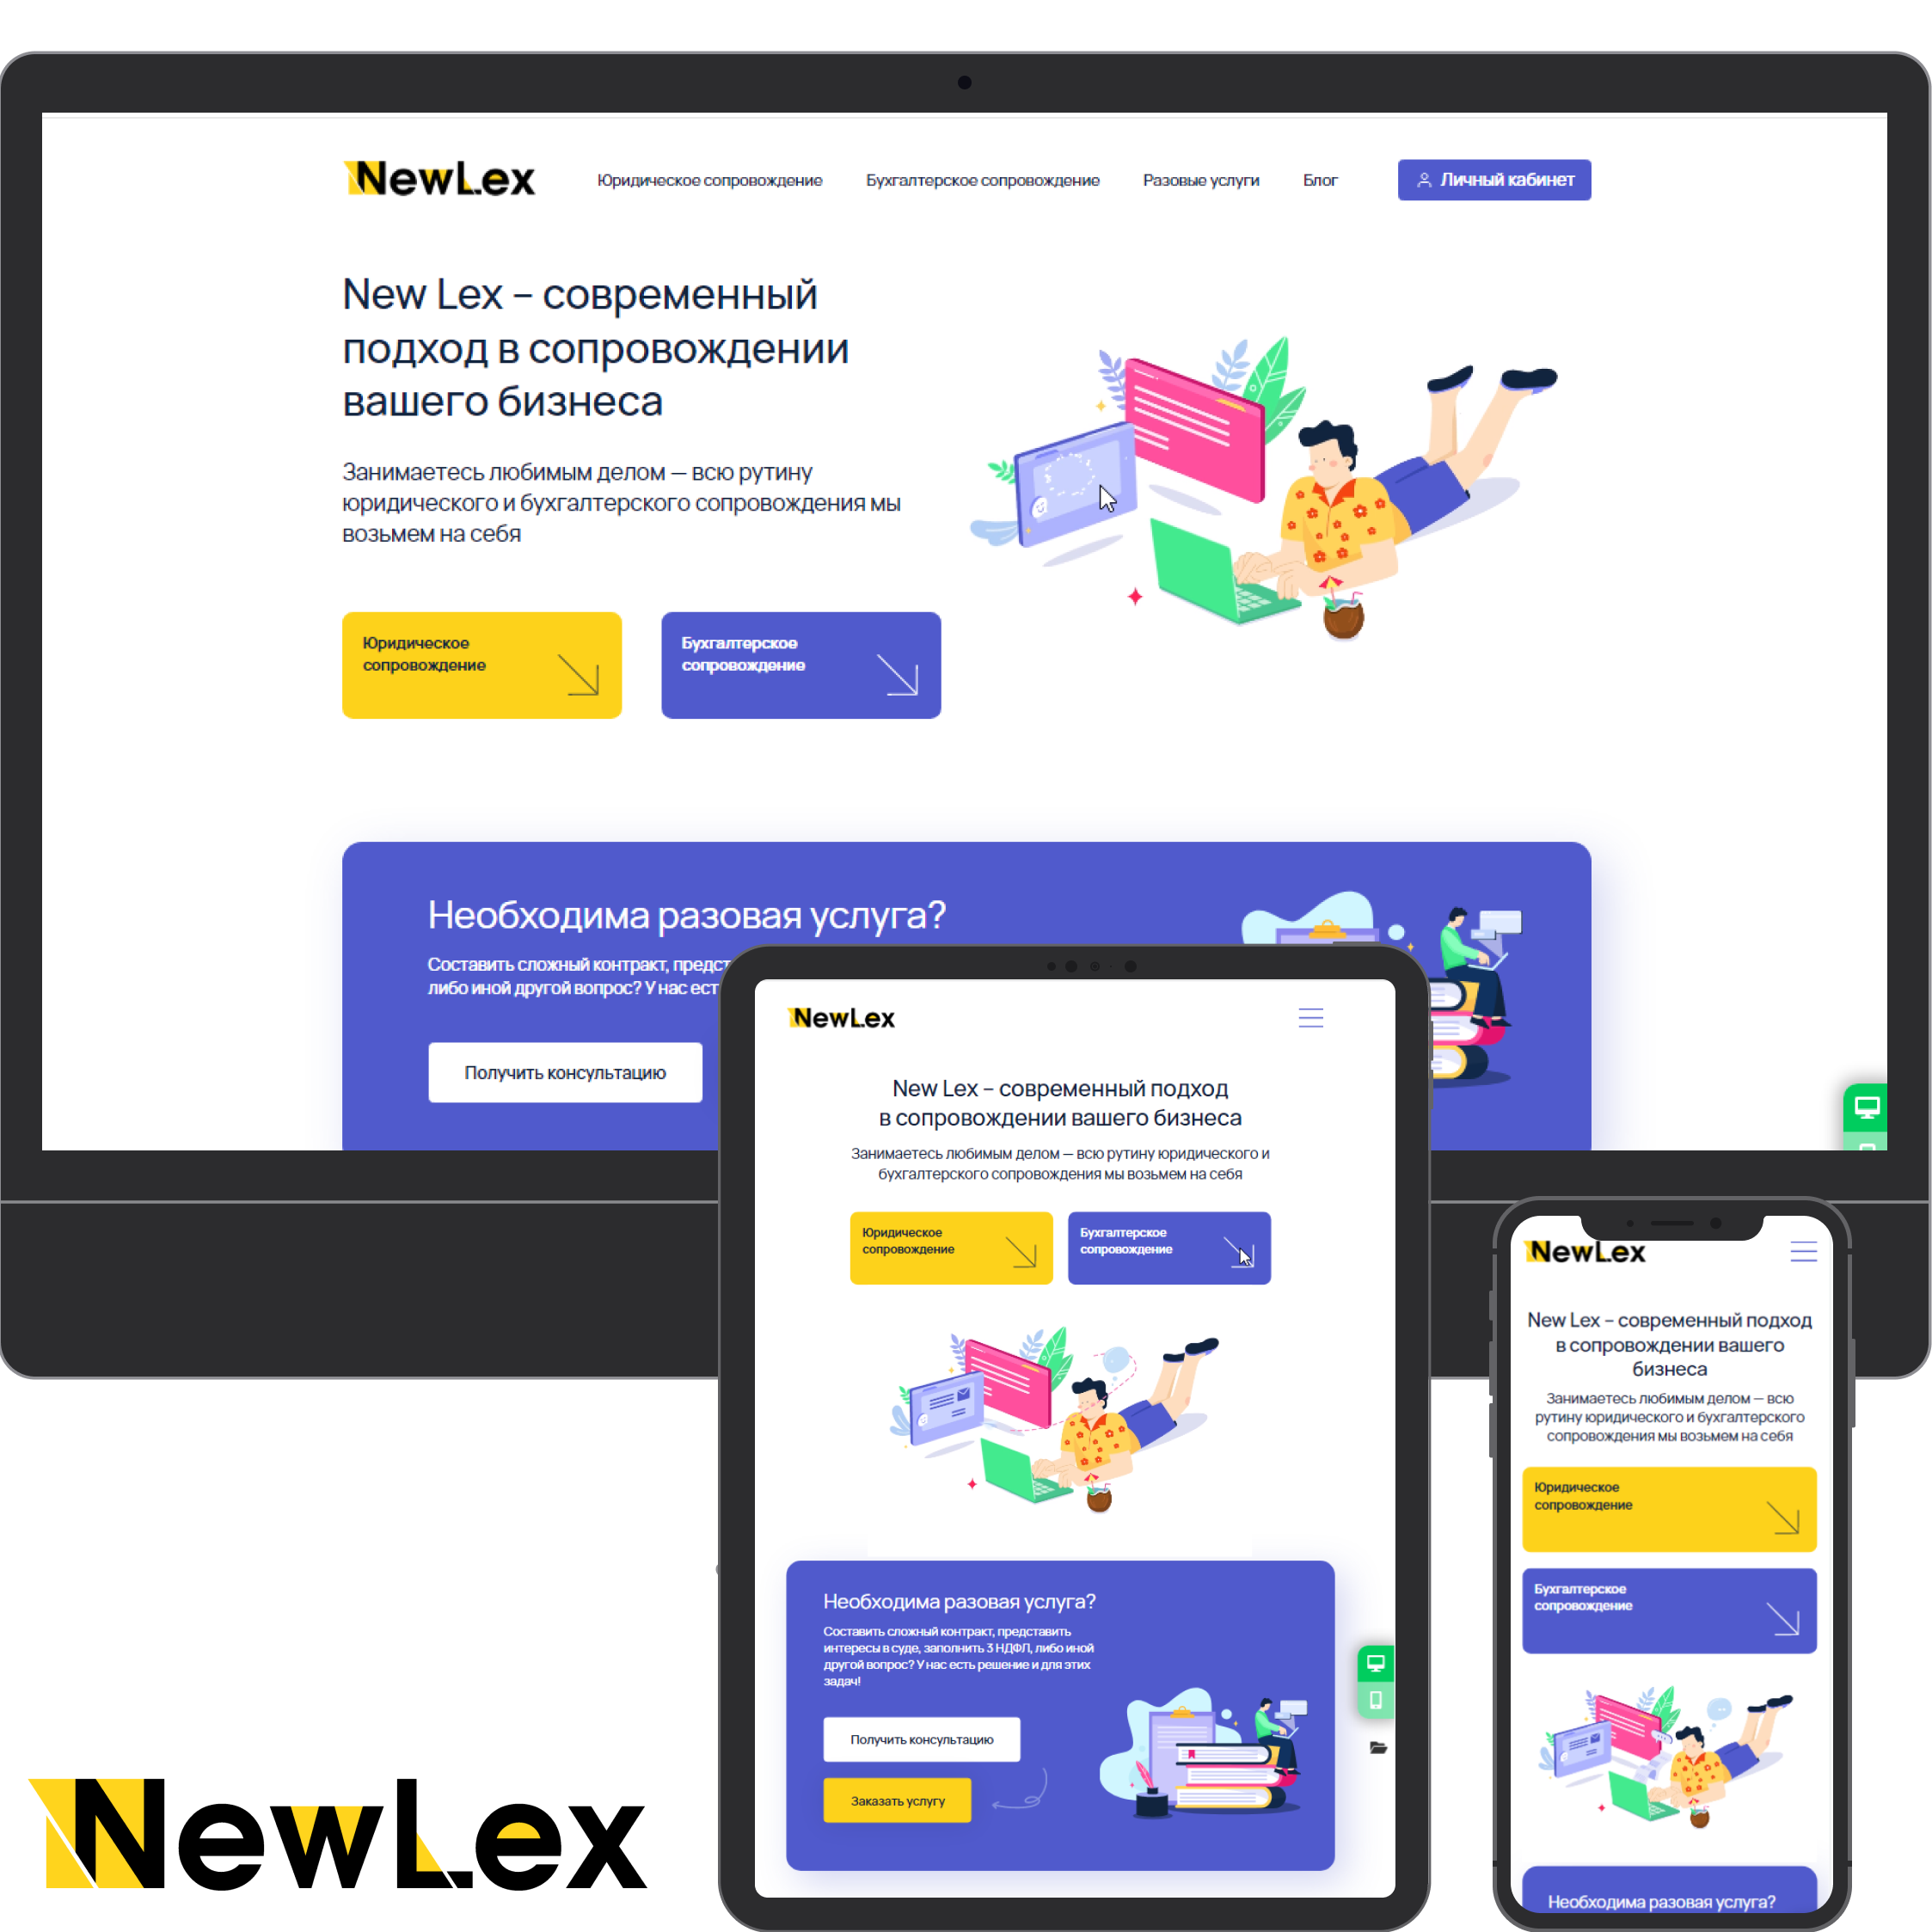 NewLex
Юридическое сопровождение
Бухгалтерское сопровождение
Разовые услуги
Блог
Личный кабинет
New Lex – современный
подход в сопровождении
вашего бизнеса
Занимаетесь любимым делом — всю рутину
юридического и бухгалтерского сопровождения мы
возьмем на себя
Юридическое
сопровождение
Бухгалтерское
сопровождение
Необходима разовая услуга?
Составить сложный контракт, предст
либо иной другой вопрос? У нас ест
Получить консультацию
NewLex
New Lex – современный подход
в сопровождении вашего бизнеса
Занимаетесь любимым делом — всю рутину юридического и
бухгалтерского сопровождения мы возьмем на себя
Юридическое
сопровождение
Бухгалтерское
сопровождение
Необходима разовая услуга?
Составить сложный контракт, представить
интересы в суде, заполнить 3 НДФЛ, либо иной
другой вопрос? У нас есть решение и для этих
задач!
Получить консультацию
Заказать услугу
NewLex
New Lex – современный подход
в сопровождении вашего
бизнеса
Занимаетесь любимым делом — всю
рутину юридического и бухгалтерского
сопровождения мы возьмем на себя
Юридическое
сопровождение
Бухгалтерское
сопровождение
Необходима разовая услуга?
NewLex